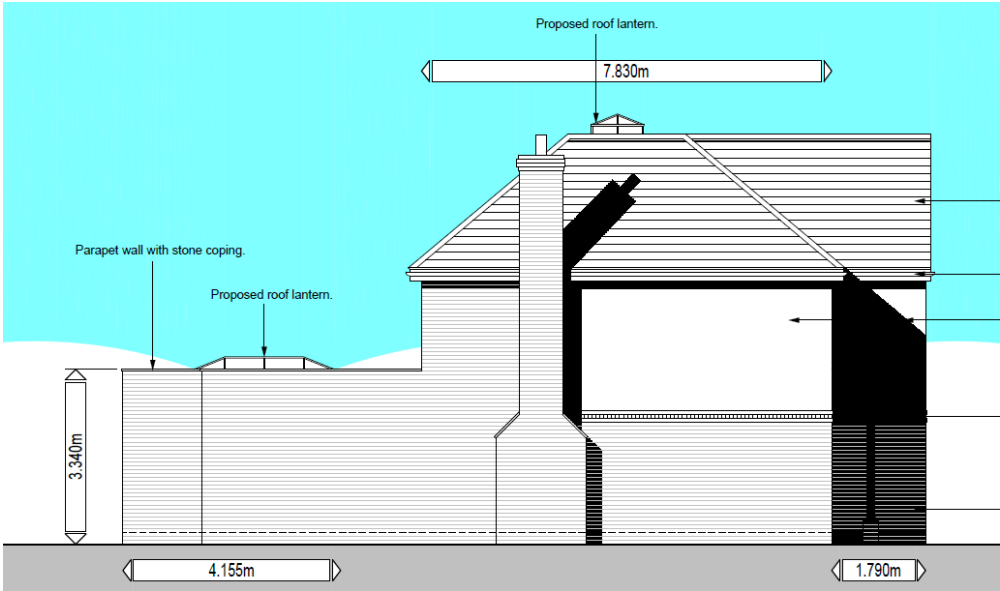 Proposed roof lantern.
7.830m
Parapet wall with stone coping.
Proposed roof lantern.
3.340m
4.155m
1.790m